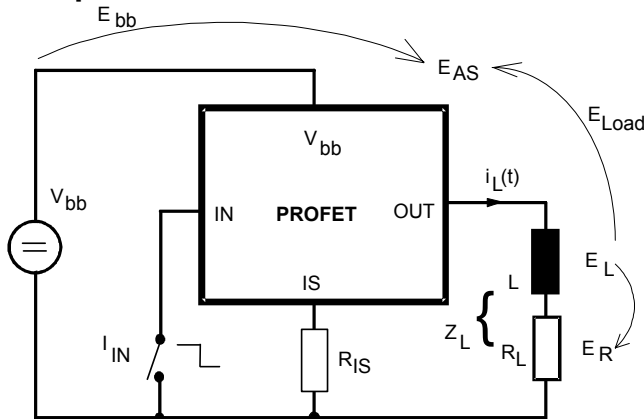 E bb
E AS
E Load
V bb
V bb
i L(t)
IN
PROFET
OUT
IS
L
E L
Z L
{
I IN
R IS
R L
E R